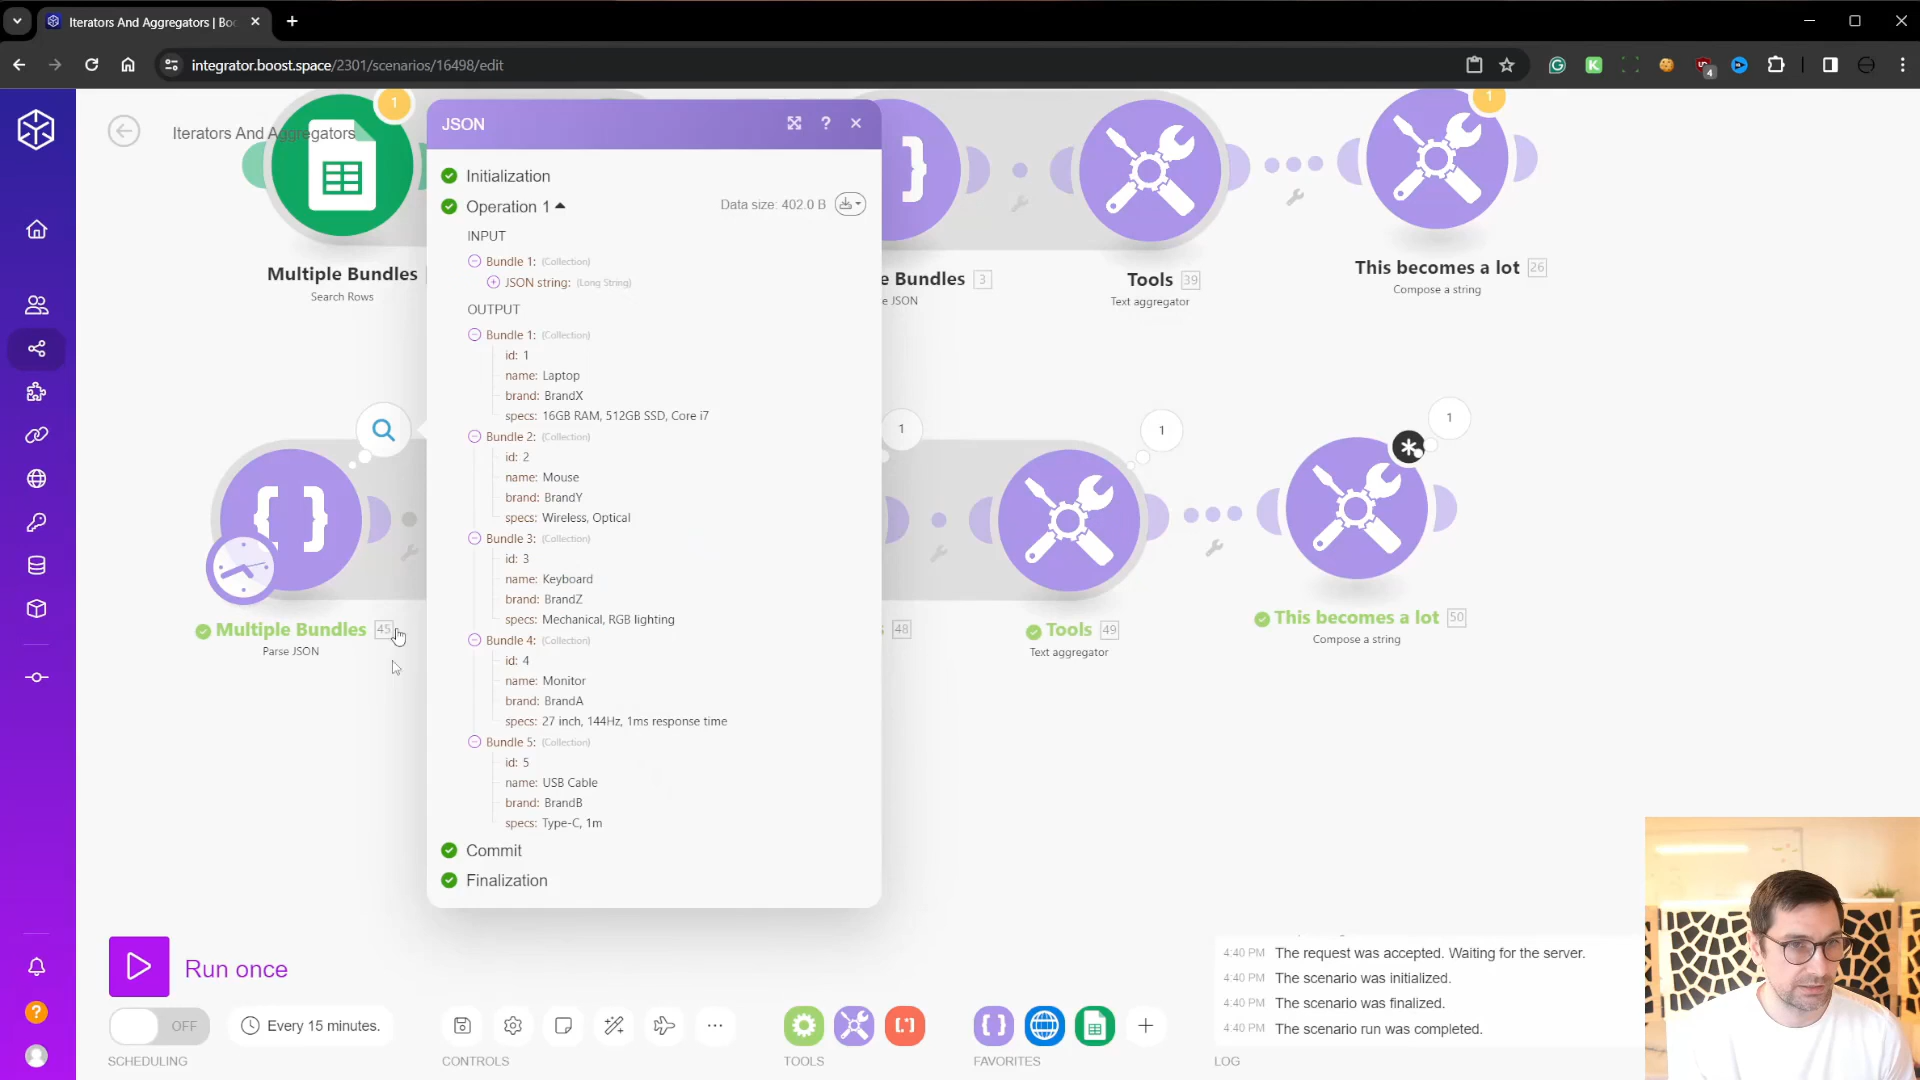 Iterators And Aggregators | Boo
integrator.boost.space/2301/scenarios/16498/edit
4
Iterators And Aggregators
1
JSON
Initialization
Operation 1
Data size: 402.0 B
INPUT
Bundle 1: (Collection)
JSON string: (Long String)
OUTPUT
Bundle 1: (Collection)
id: 1
name: Laptop
brand: BrandX
specs: 16GB RAM, 512GB SSD, Core i7
Bundle 2: (Collection)
id: 2
name: Mouse
brand: BrandY
specs: Wireless, Optical
Bundle 3: (Collection)
id: 3
name: Keyboard
brand: BrandZ
specs: Mechanical, RGB lighting
Bundle 4: (Collection)
id: 4
name: Monitor
brand: BrandA
specs: 27 inch, 144Hz, 1ms response time
Bundle 5: (Collection)
id: 5
name: USB Cable
brand: BrandB
specs: Type-C, 1m
Commit
Finalization
Multiple Bundles
Search Rows
e Bundles 3
e JSON
Tools 39
Text aggregator
1
This becomes a lot 26
Compose a string
Multiple Bundles 45
Parse JSON
1
s 48
1
Tools 49
Text aggregator
1
This becomes a lot 50
Compose a string
Run once
OFF
Every 15 minutes.
SCHEDULING
CONTROLS
TOOLS
FAVORITES
LOG
4:40 PM The request was accepted. Waiting for the server.
4:40 PM The scenario was initialized.
4:40 PM The scenario was finalized.
4:40 PM The scenario run was completed.